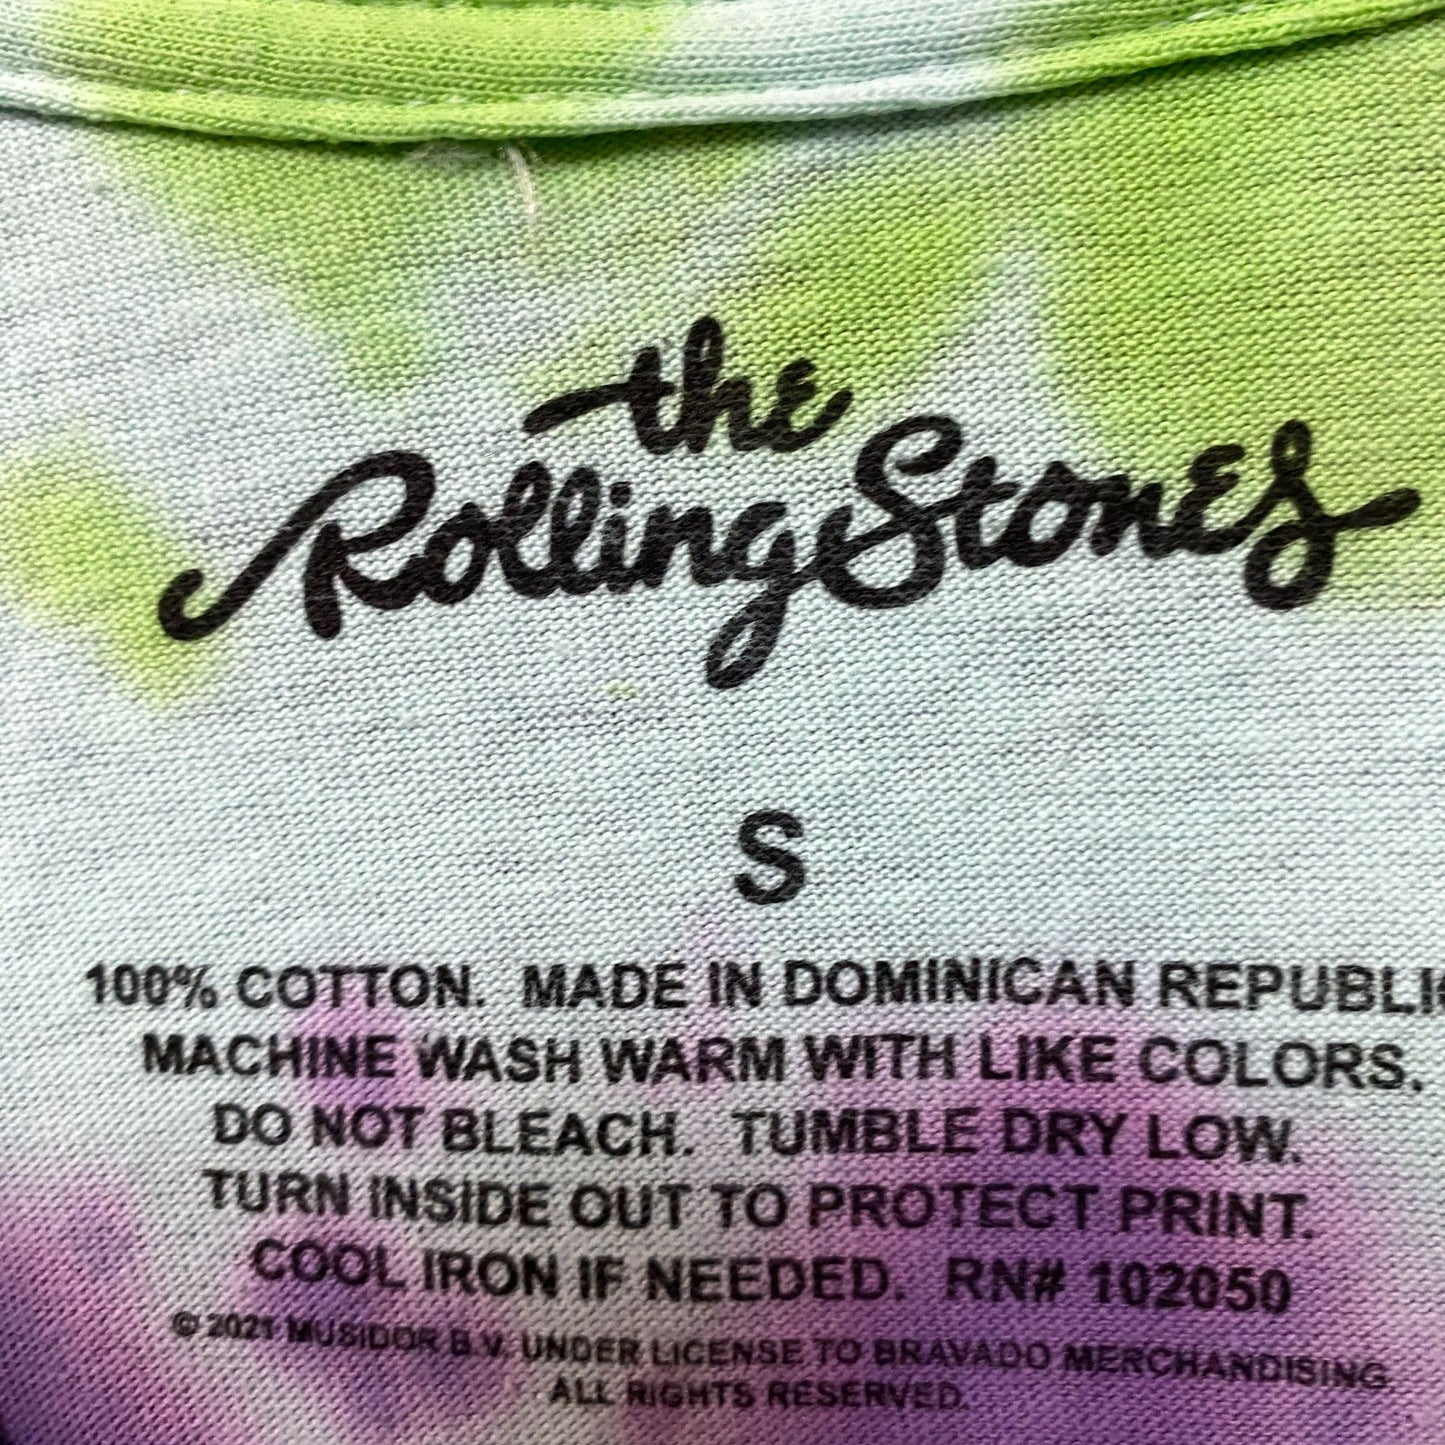 the
Rolling Stones
S
100% COTTON. MADE IN DOMINICAN REPUBLI
MACHINE WASH WARM WITH LIKE COLORS.
DO NOT BLEACH. TUMBLE DRY LOW.
TURN INSIDE OUT TO PROTECT PRINT.
COOL IRON IF NEEDED. RN# 102050
© 2021 MUSIDOR B.V. UNDER LICENSE TO BRAVADO MERCHANDISING.
ALL RIGHTS RESERVED.